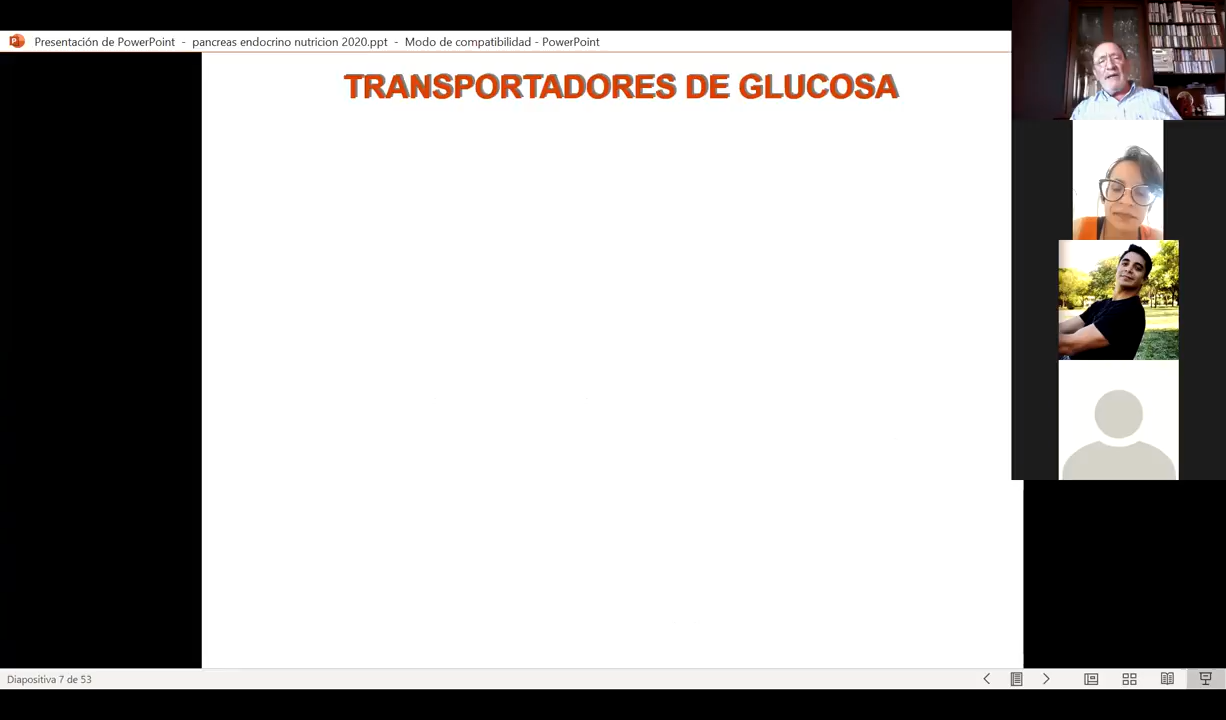 Presentación de PowerPoint - pancreas endocrino nutricion 2020.ppt - Modo de compatibilidad - PowerPoint
TRANSPORTADORES DE GLUCOSA
Diapositiva 7 de 53